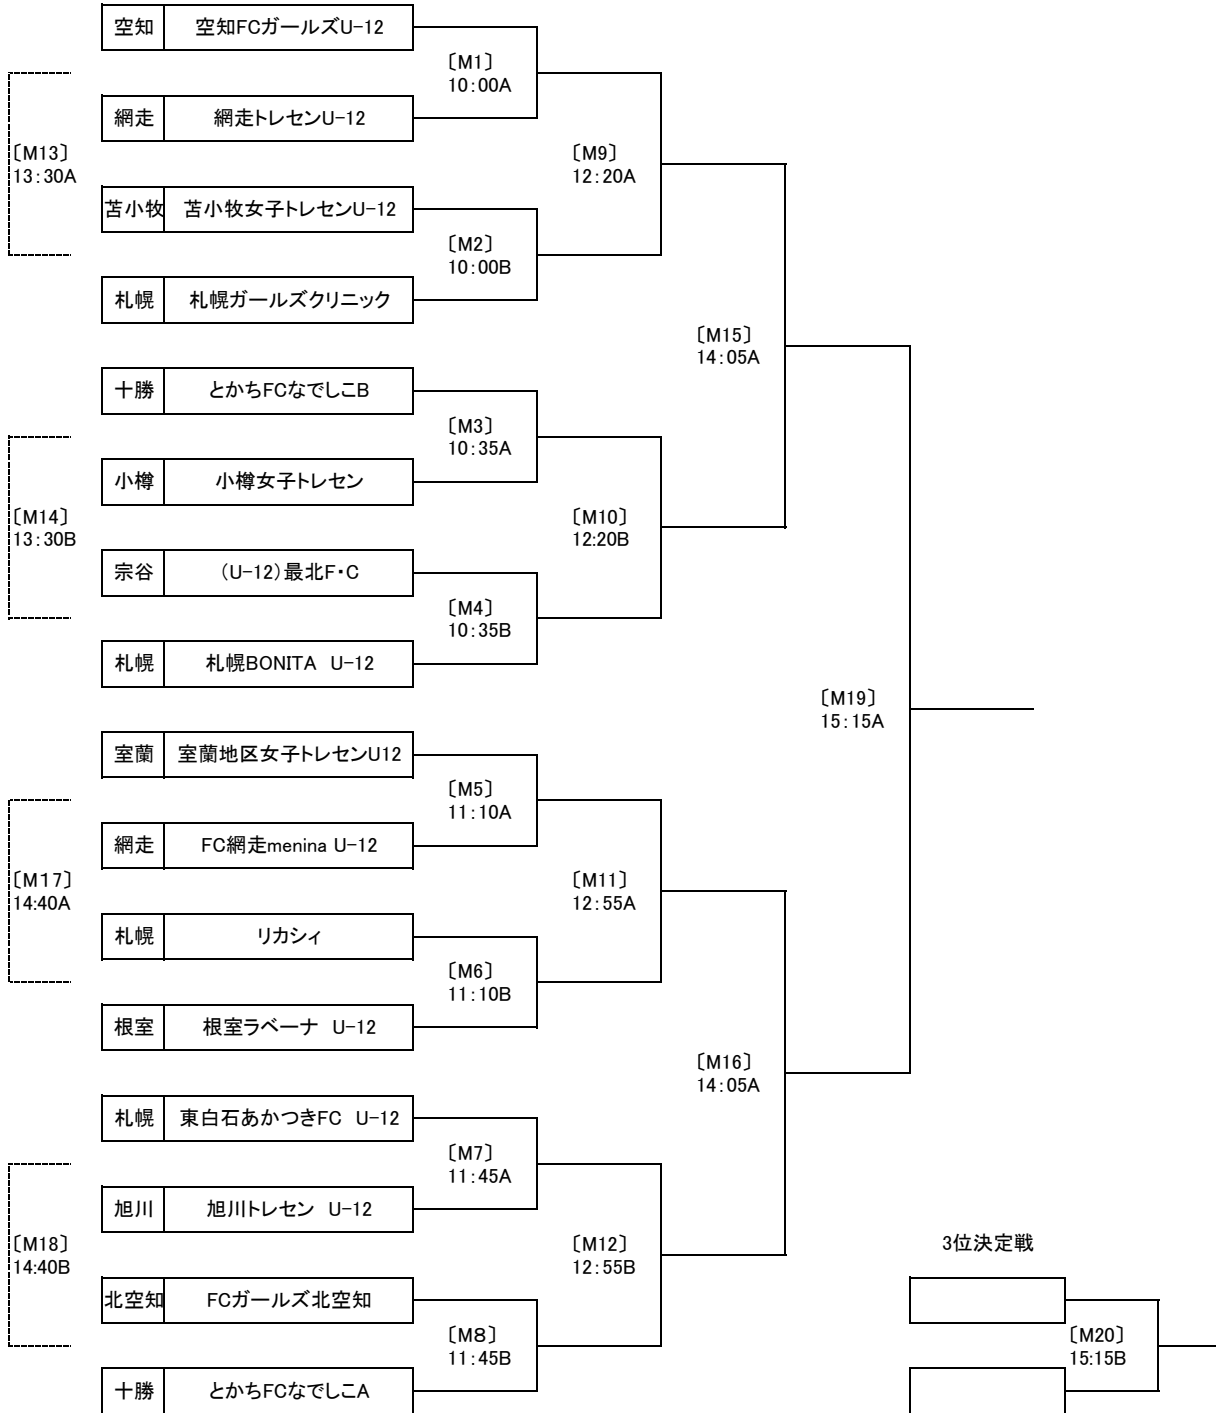 空知 空知FCガールズU-12
〔M1〕
10:00A
網走 網走トレセンU-12
〔M13〕
13:30A
〔M9〕
12:20A
苫小牧 苫小牧女子トレセンU-12
〔M2〕
10:00B
札幌 札幌ガールズクリニック
〔M15〕
14:05A
十勝 とかちFCなでしこB
〔M3〕
10:35A
小樽 小樽女子トレセン
〔M14〕
13:30B
〔M10〕
12:20B
宗谷 (U-12)最北F・C
〔M4〕
10:35B
札幌 札幌BONITA U-12
〔M19〕
15:15A
室蘭 室蘭地区女子トレセンU12
〔M5〕
11:10A
網走 FC網走menina U-12
〔M17〕
14:40A
〔M11〕
12:55A
札幌 リカシィ
〔M6〕
11:10B
根室 根室ラベーナ U-12
〔M16〕
14:05A
札幌 東白石あかつきFC U-12
〔M7〕
11:45A
旭川 旭川トレセン U-12
〔M18〕
14:40B
〔M12〕
12:55B
3位決定戦
北空知 FCガールズ北空知
〔M8〕
11:45B
〔M20〕
15:15B
十勝 とかちFCなでしこA